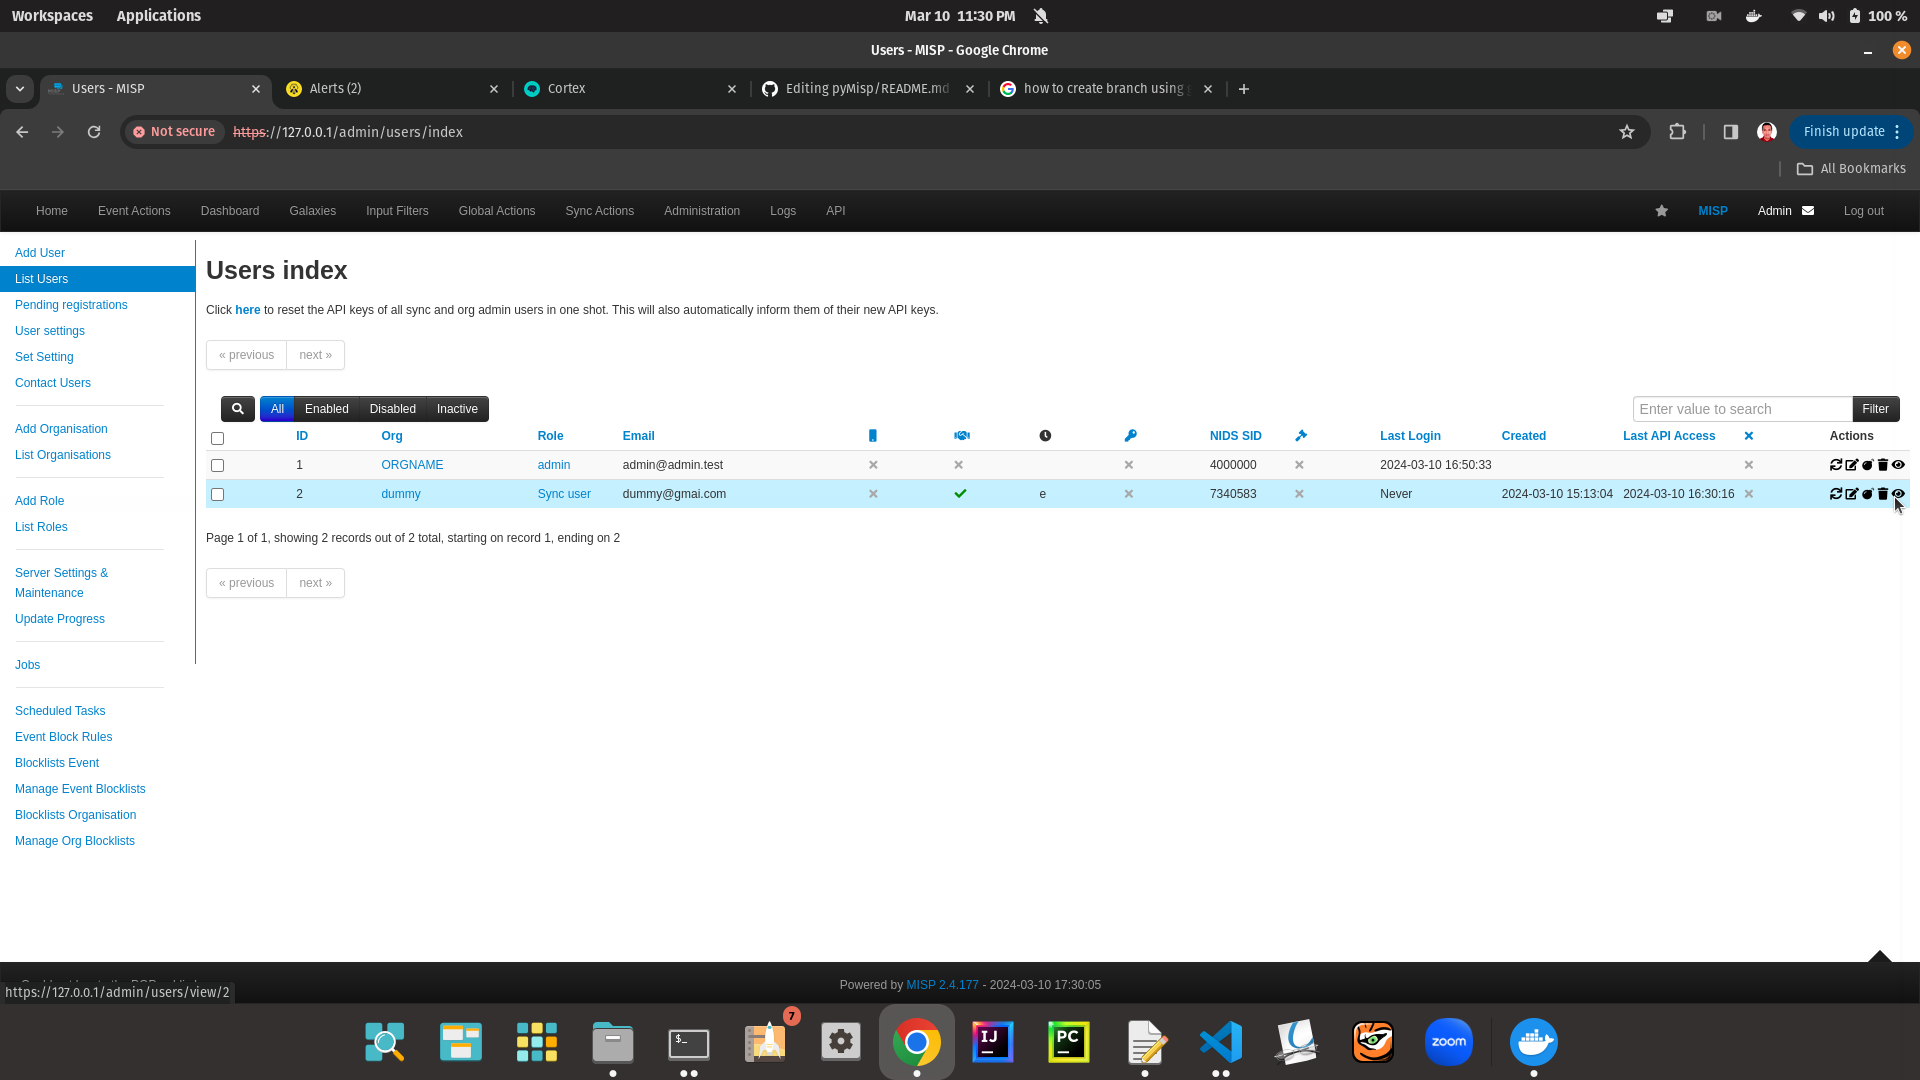 Workspaces Applications Mar 10 11:30 PM 100 %
Users - MISP - Google Chrome
Users - MISP Alerts (2) Cortex Editing pyMisp/README.md how to create branch using
Not secure https://127.0.0.1/admin/users/index Finish update
All Bookmarks
Home Event Actions Dashboard Galaxies Input Filters Global Actions Sync Actions Administration Logs API MISP Admin Log out
Add User
List Users
Pending registrations
User settings
Set Setting
Contact Users
Add Organisation
List Organisations
Add Role
List Roles
Server Settings &
Maintenance
Update Progress
Jobs
Scheduled Tasks
Event Block Rules
Blocklists Event
Manage Event Blocklists
Blocklists Organisation
Manage Org Blocklists
Users index
Click here to reset the API keys of all sync and org admin users in one shot. This will also automatically inform them of their new API keys.
« previous next »
All Enabled Disabled Inactive Enter value to search Filter
ID Org Role Email NIDS SID Last Login Created Last API Access Actions
1 ORGNAME admin admin@admin.test 4000000 2024-03-10 16:50:33
2 dummy Sync user dummy@gmai.com e 7340583 Never 2024-03-10 15:13:04 2024-03-10 16:30:16
Page 1 of 1, showing 2 records out of 2 total, starting on record 1, ending on 2
« previous next »
Powered by MISP 2.4.177 - 2024-03-10 17:30:05
https://127.0.0.1/admin/users/view/2
7
$_ IJ PC zoom